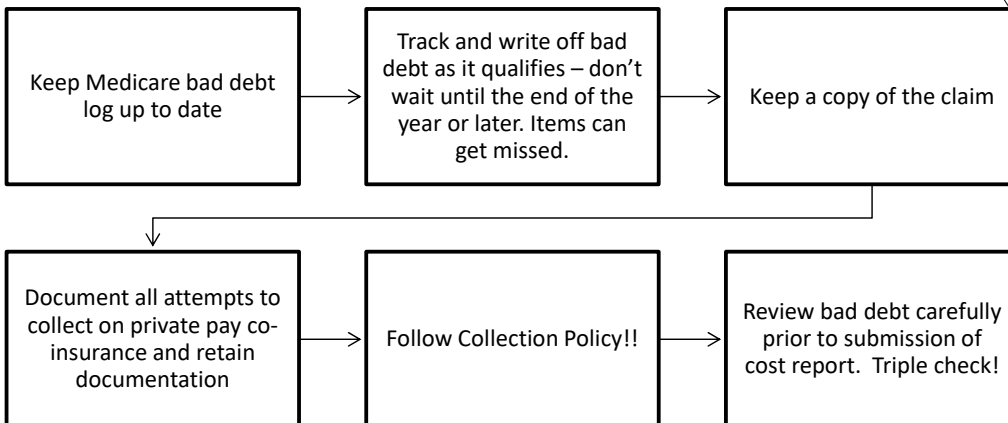 Keep Medicare bad debt
log up to date
Track and write off bad
debt as it qualifies – don’t
wait until the end of the
year or later. Items can
get missed.
Keep a copy of the claim
Document all attempts to
collect on private pay co-
insurance and retain
documentation
Follow Collection Policy!!
Review bad debt carefully
prior to submission of
cost report.  Triple check!